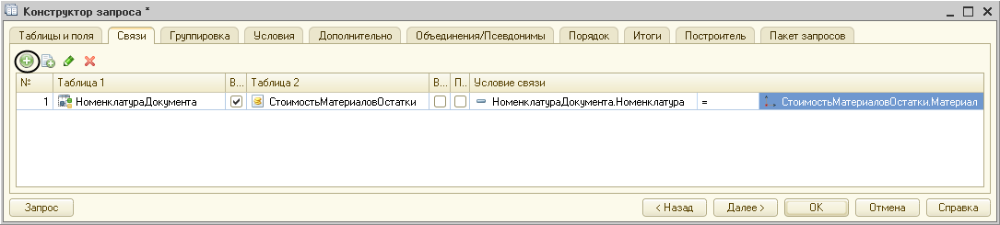 Конструктор запроса *
Таблицы и поля Связи Группировка Условия Дополнительно Объединения/Псевдонимы Порядок Итоги Построитель Пакет запросов
№ Таблица 1 В... Таблица 2 В... П... Условие связи
1 НоменклатураДокумента СтоимостьМатериаловОстатки НоменклатураДокумента.Номенклатура = СтоимостьМатериаловОстатки.Материал
Запрос < Назад Далее > OK Отмена Справка